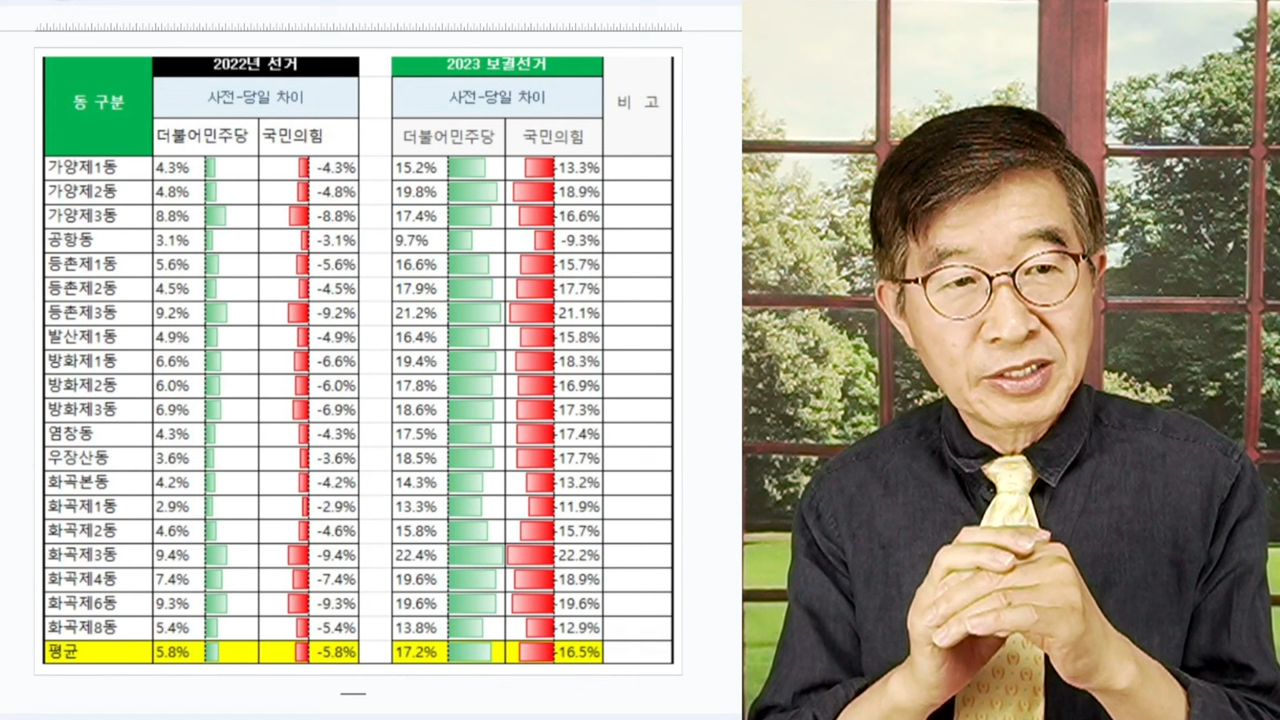 2022년 선거 2023 보궐선거
동 구분 사전-당일 차이 사전-당일 차이 비 고
더불어민주당 국민의힘 더불어민주당 국민의힘
가양제1동 4.3% -4.3% 15.2% -13.3%
가양제2동 4.8% -4.8% 19.8% -18.9%
가양제3동 8.8% -8.8% 17.4% -16.6%
공항동 3.1% -3.1% 9.7% -9.3%
등촌제1동 5.6% -5.6% 16.6% -15.7%
등촌제2동 4.5% -4.5% 17.9% -17.7%
등촌제3동 9.2% -9.2% 21.2% -21.1%
발산제1동 4.9% -4.9% 16.4% -15.8%
방화제1동 6.6% -6.6% 19.4% -18.3%
방화제2동 6.0% -6.0% 17.8% -16.9%
방화제3동 6.9% -6.9% 18.6% -17.3%
염창동 4.3% -4.3% 17.5% -17.4%
우장산동 3.6% -3.6% 18.5% -17.7%
화곡본동 4.2% -4.2% 14.3% -13.2%
화곡제1동 2.9% -2.9% 13.3% -11.9%
화곡제2동 4.6% -4.6% 15.8% -15.7%
화곡제3동 9.4% -9.4% 22.4% -22.2%
화곡제4동 7.4% -7.4% 19.6% -18.9%
화곡제6동 9.3% -9.3% 19.6% -19.6%
화곡제8동 5.4% -5.4% 13.8% -12.9%
평균 5.8% -5.8% 17.2% -16.5%